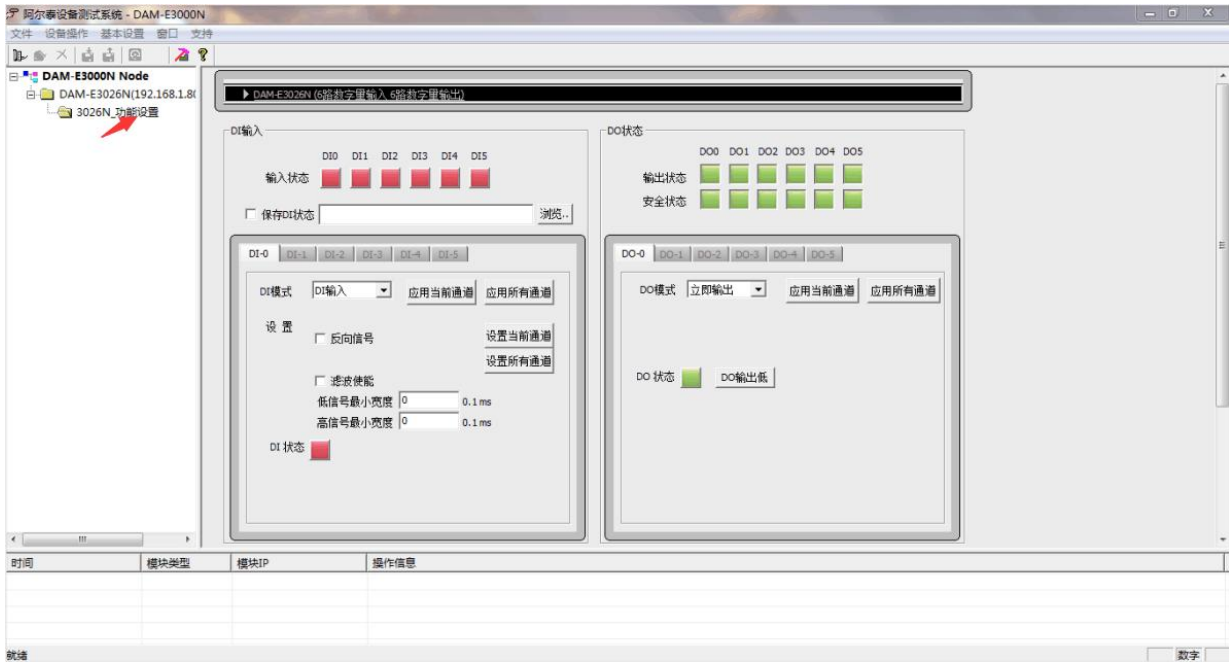 阿尔泰设备测试系统 - DAM-E3000N
文件 设备操作 基本设置 窗口 支持
DAM-E3000N Node
DAM-E3026N(192.168.1.80
3026N_功能设置
DAM-E3026N (6路数字里输入 6路数字里输出)
DI输入
DI0 DI1 DI2 DI3 DI4 DI5
输入状态
保存DI状态 浏览..
DI-0 DI-1 DI-2 DI-3 DI-4 DI-5
DI模式 DI输入 应用当前通道 应用所有通道
设 置
反向信号 设置当前通道
设置所有通道
滤波使能
低信号最小宽度 0 0.1 ms
高信号最小宽度 0 0.1 ms
DI 状态
DO状态
DO0 DO1 DO2 DO3 DO4 DO5
输出状态
安全状态
DO-0 DO-1 DO-2 DO-3 DO-4 DO-5
DO模式 立即输出 应用当前通道 应用所有通道
DO 状态 DO输出低
时间 模块类型 模块IP 操作信息
就绪 数字